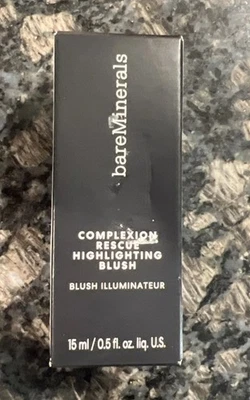 bareMinerals
COMPLEXION
RESCUE
HIGHLIGHTING
BLUSH
BLUSH ILLUMINATEUR
15 ml / 0.5 fl. oz. liq. U.S.